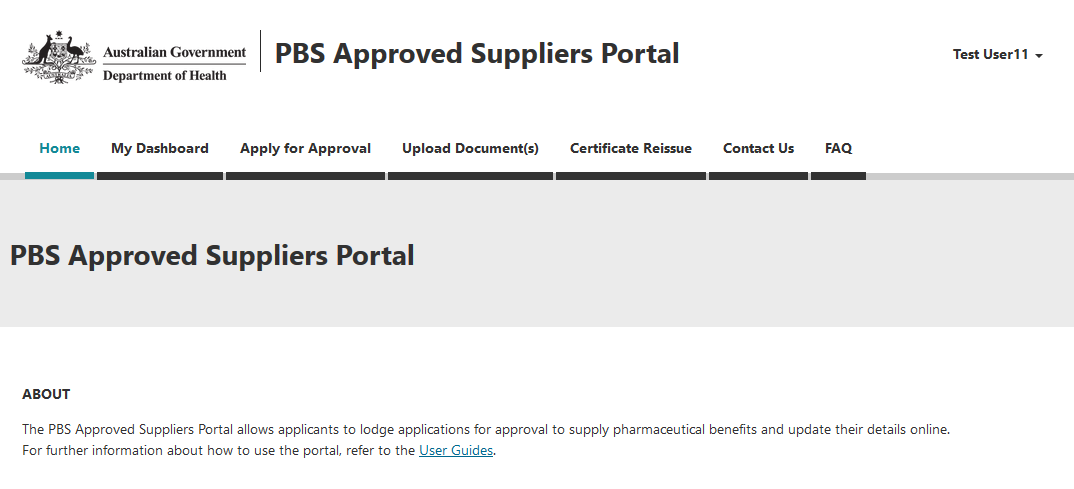 Australian Government
Department of Health
PBS Approved Suppliers Portal
Test User11
Home My Dashboard Apply for Approval Upload Document(s) Certificate Reissue Contact Us FAQ
PBS Approved Suppliers Portal
ABOUT
The PBS Approved Suppliers Portal allows applicants to lodge applications for approval to supply pharmaceutical benefits and update their details online.
For further information about how to use the portal, refer to the User Guides.